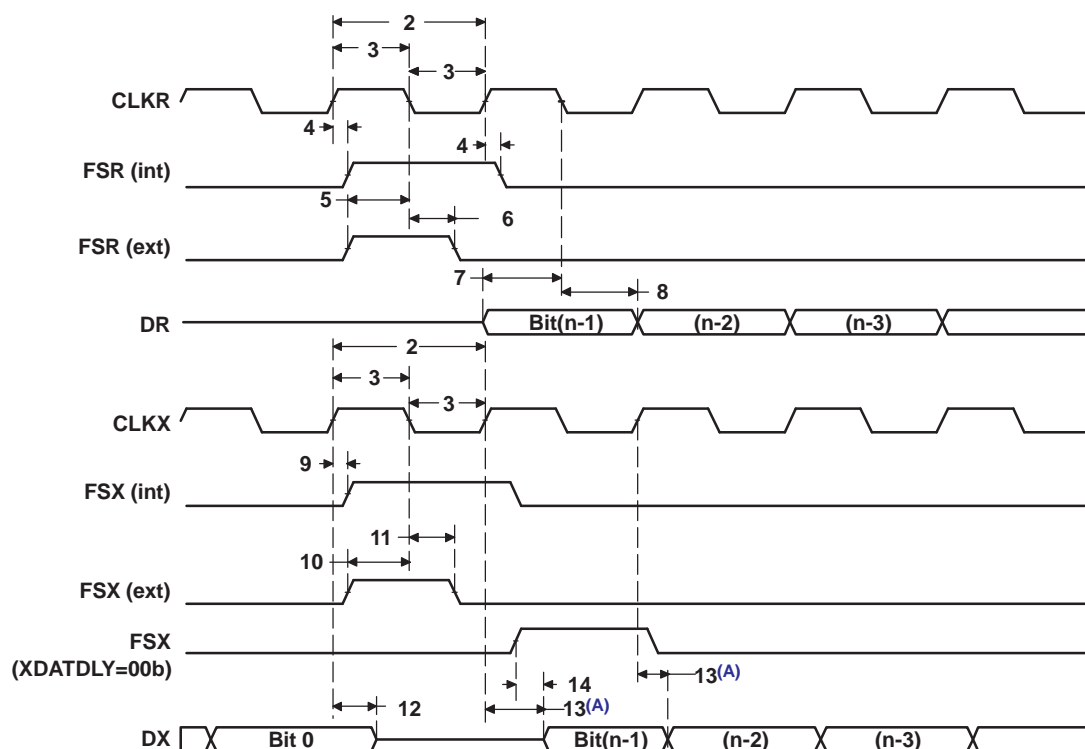 2
3
3
CLKR
4
4
FSR (int)
5
6
FSR (ext)
7
8
DR
Bit(n-1)
(n-2)
(n-3)
2
3
3
CLKX
9
FSX (int)
11
10
FSX (ext)
FSX
(XDATDLY=00b)
13(A)
14
12
13(A)
DX
Bit 0
Bit(n-1)
(n-2)
(n-3)